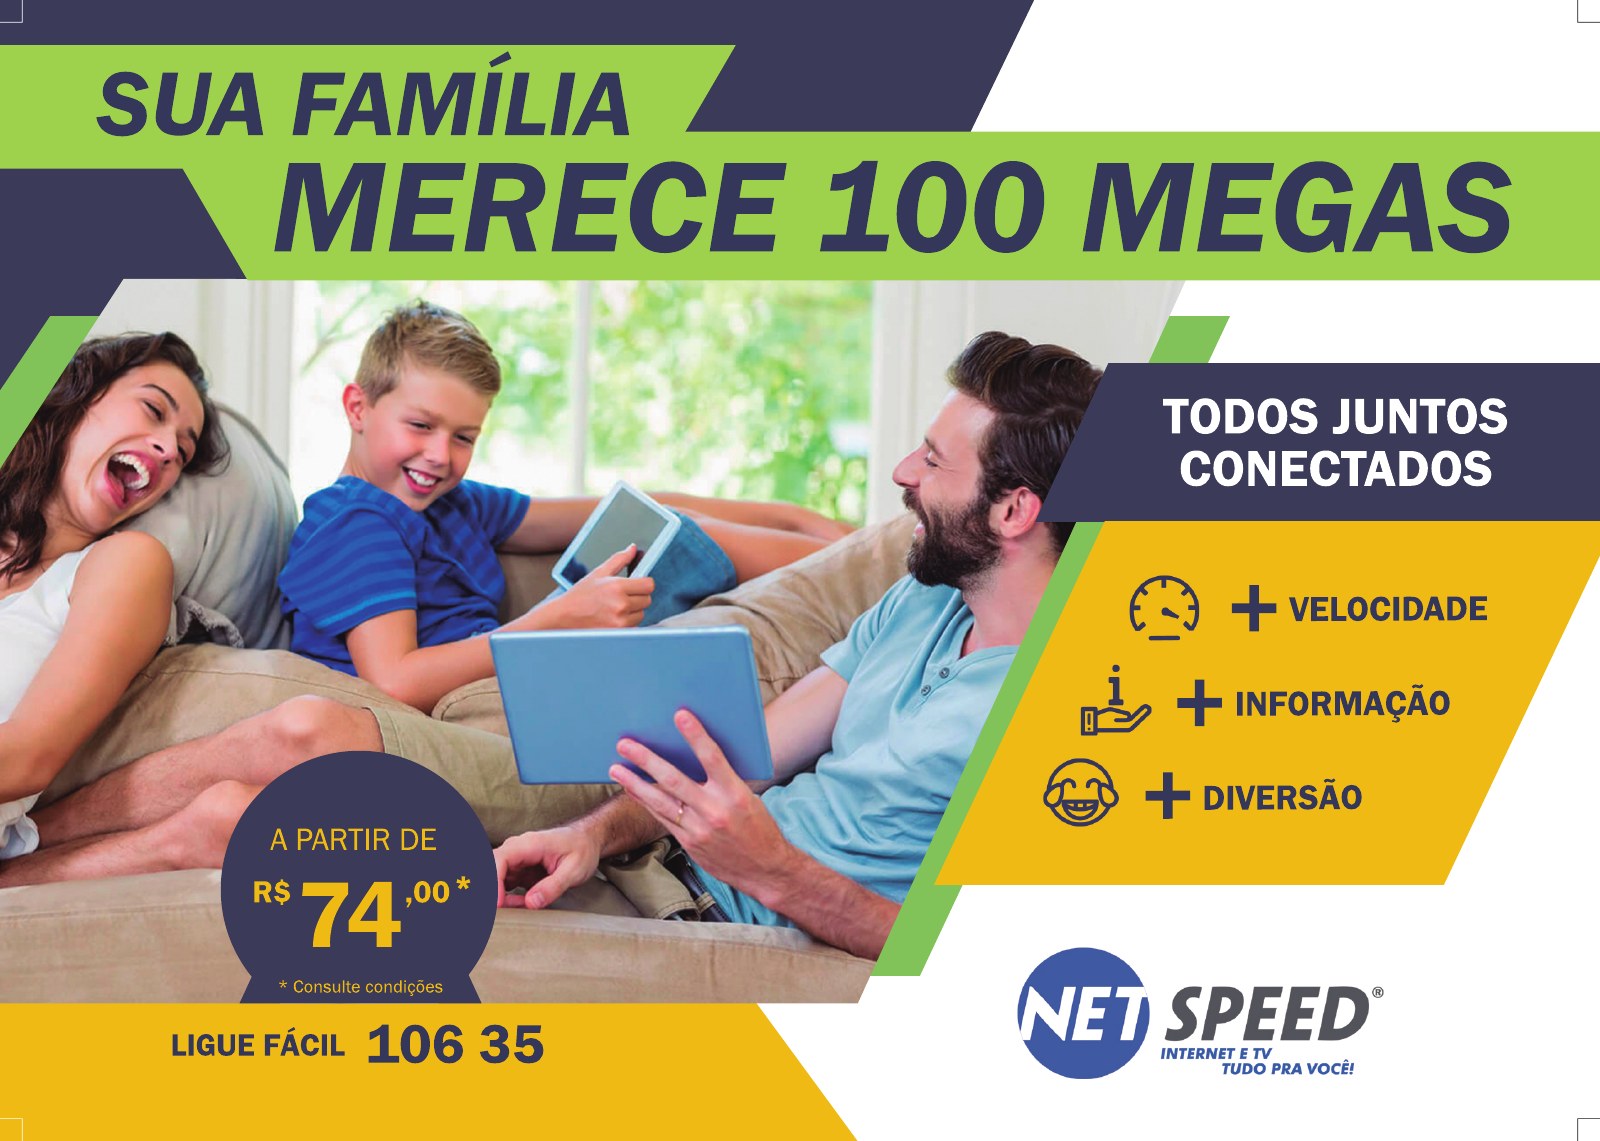 SUA FAMÍLIA
MERECE 100 MEGAS
TODOS JUNTOS
CONECTADOS
+ VELOCIDADE
i
+ INFORMAÇÃO
+ DIVERSÃO
A PARTIR DE
R$ 74,00*
* Consulte condições
LIGUE FÁCIL 106 35
NET SPEED®
INTERNET E TV
TUDO PRA VOCÊ!